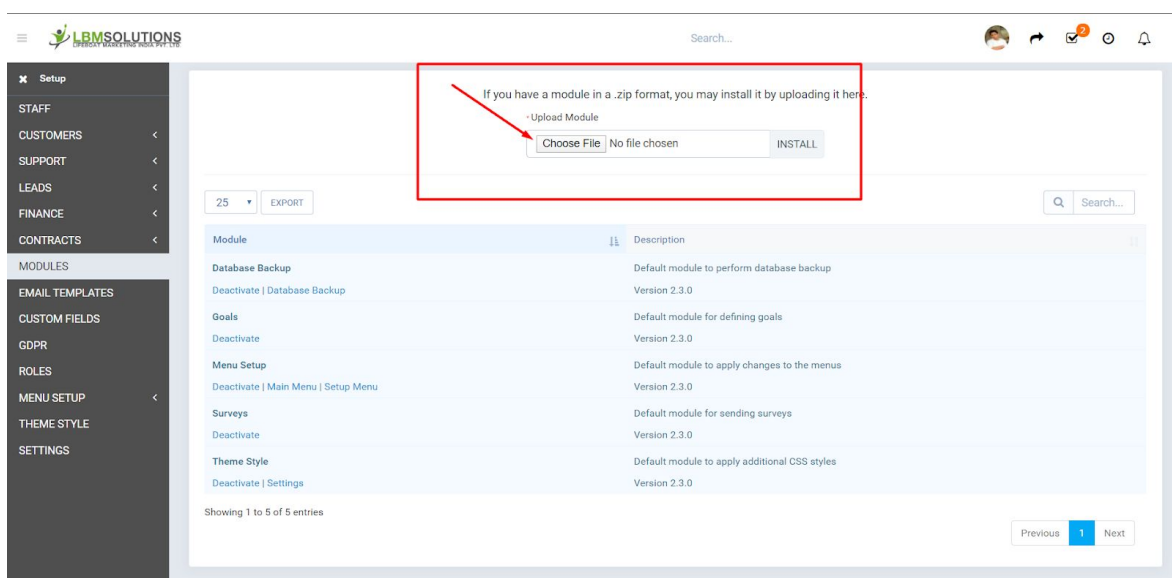 LBMSOLUTIONS
LIFEBOAT MARKETING INDIA PVT. LTD
Search...
2
Setup
STAFF
CUSTOMERS
SUPPORT
LEADS
FINANCE
CONTRACTS
MODULES
EMAIL TEMPLATES
CUSTOM FIELDS
GDPR
ROLES
MENU SETUP
THEME STYLE
SETTINGS
If you have a module in a .zip format, you may install it by uploading it here.
* Upload Module
Choose File No file chosen INSTALL
25 EXPORT Search...
Module Description
Database Backup Default module to perform database backup
Deactivate | Database Backup Version 2.3.0
Goals Default module for defining goals
Deactivate Version 2.3.0
Menu Setup Default module to apply changes to the menus
Deactivate | Main Menu | Setup Menu Version 2.3.0
Surveys Default module for sending surveys
Deactivate Version 2.3.0
Theme Style Default module to apply additional CSS styles
Deactivate | Settings Version 2.3.0
Showing 1 to 5 of 5 entries
Previous 1 Next